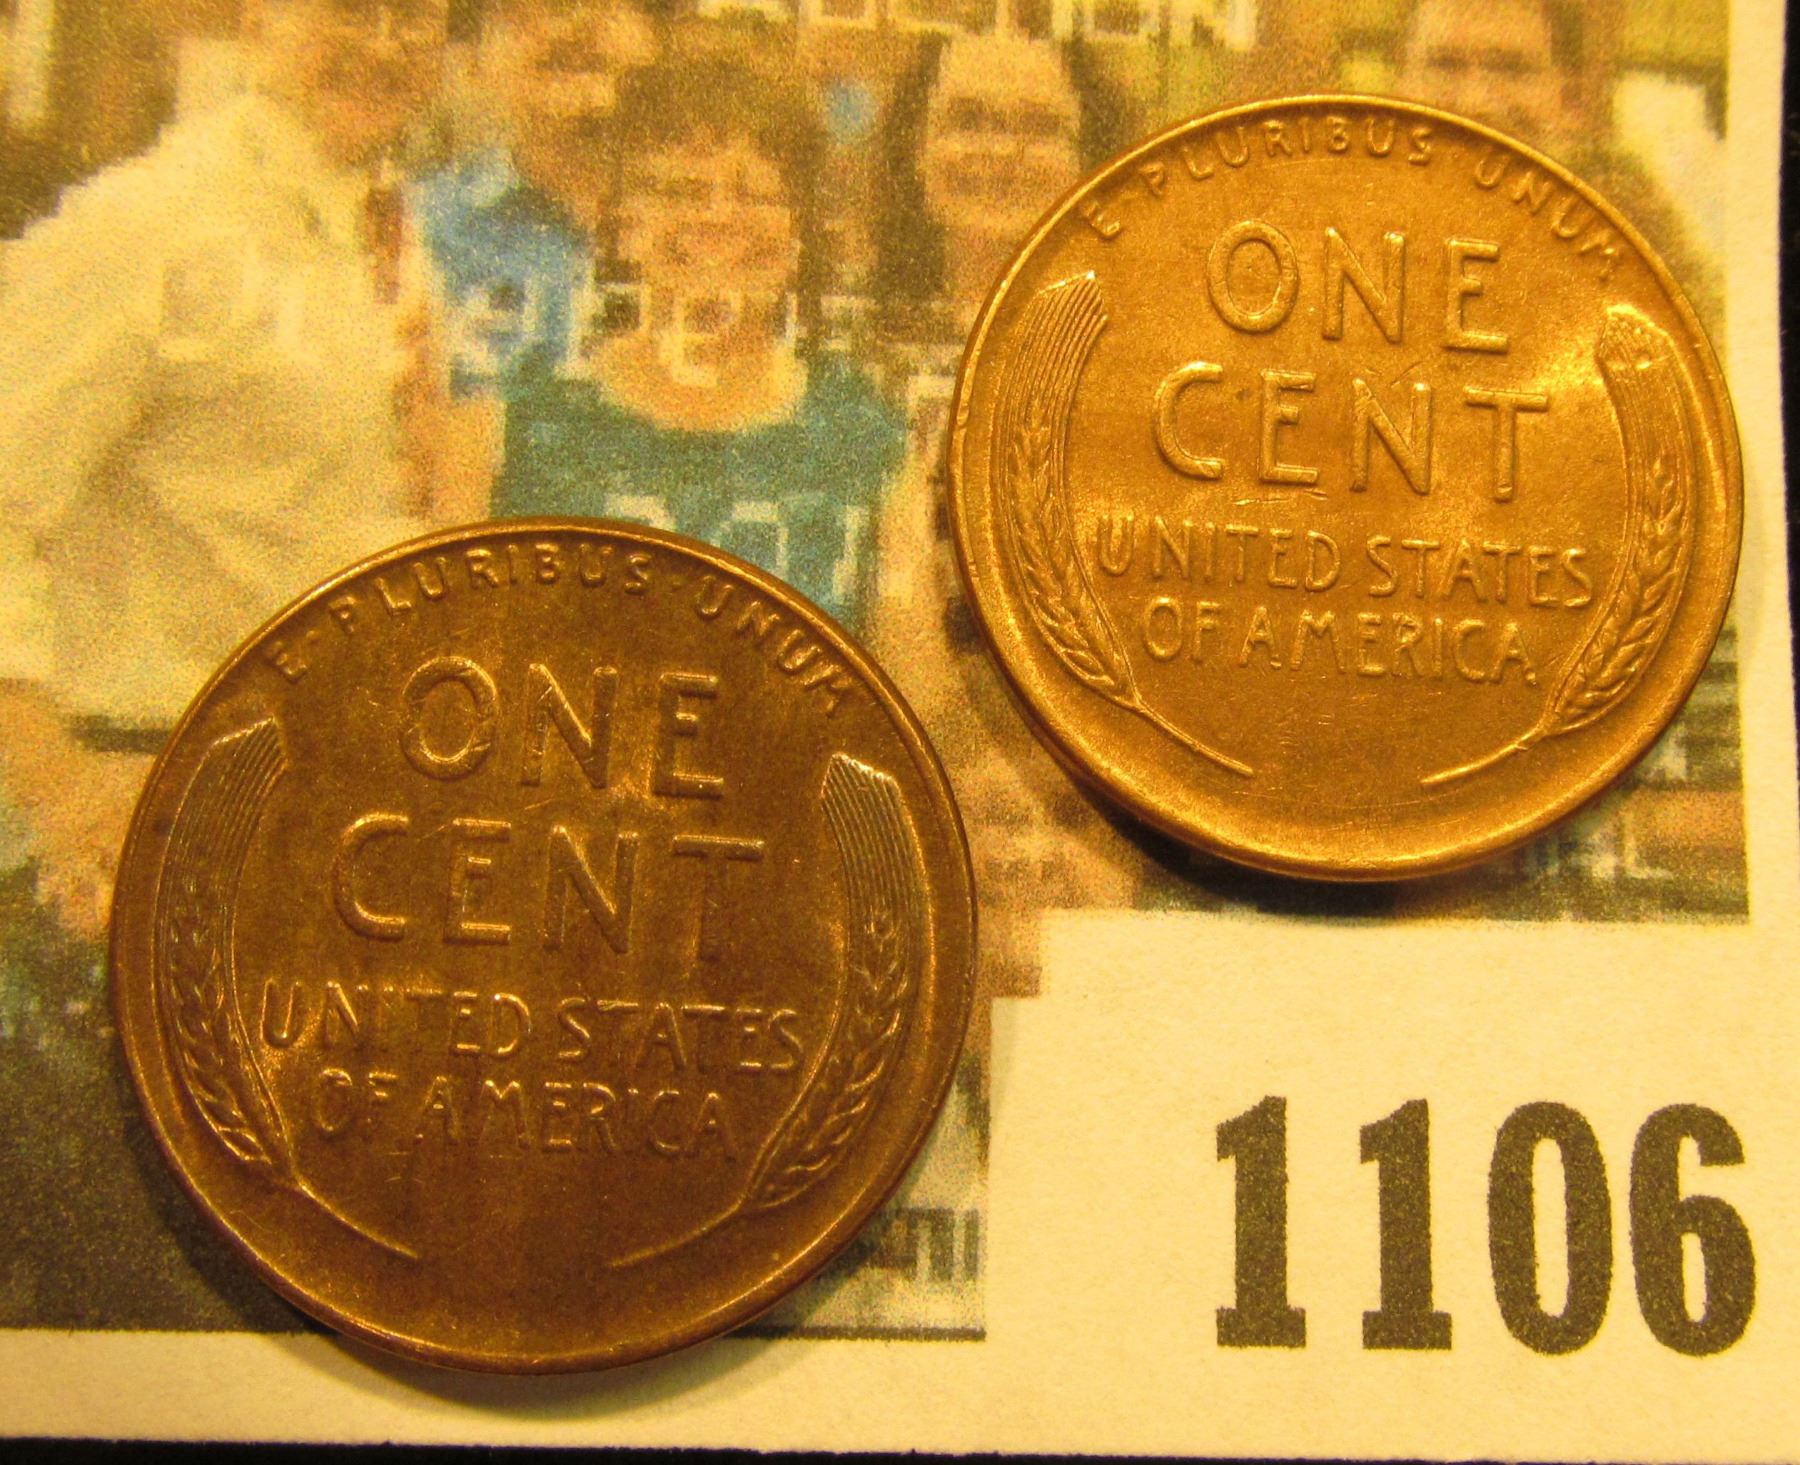 E · PLURIBUS · UNUM
ONE
CENT
UNITED STATES
OF AMERICA
E · PLURIBUS · UNUM
ONE
CENT
UNITED STATES
OF AMERICA
1106